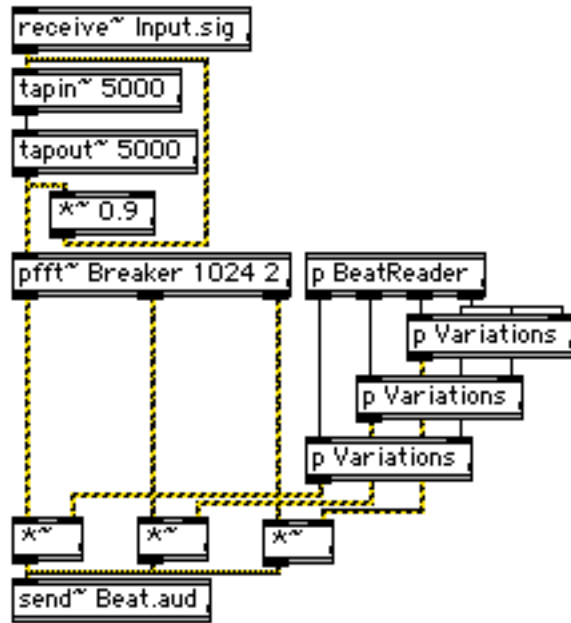 receive~ Input.sig
tapin~ 5000
tapout~ 5000
*~ 0.9
pfft~ Breaker 1024 2
p BeatReader
p Variations
p Variations
p Variations
*~
*~
*~
send~ Beat.aud